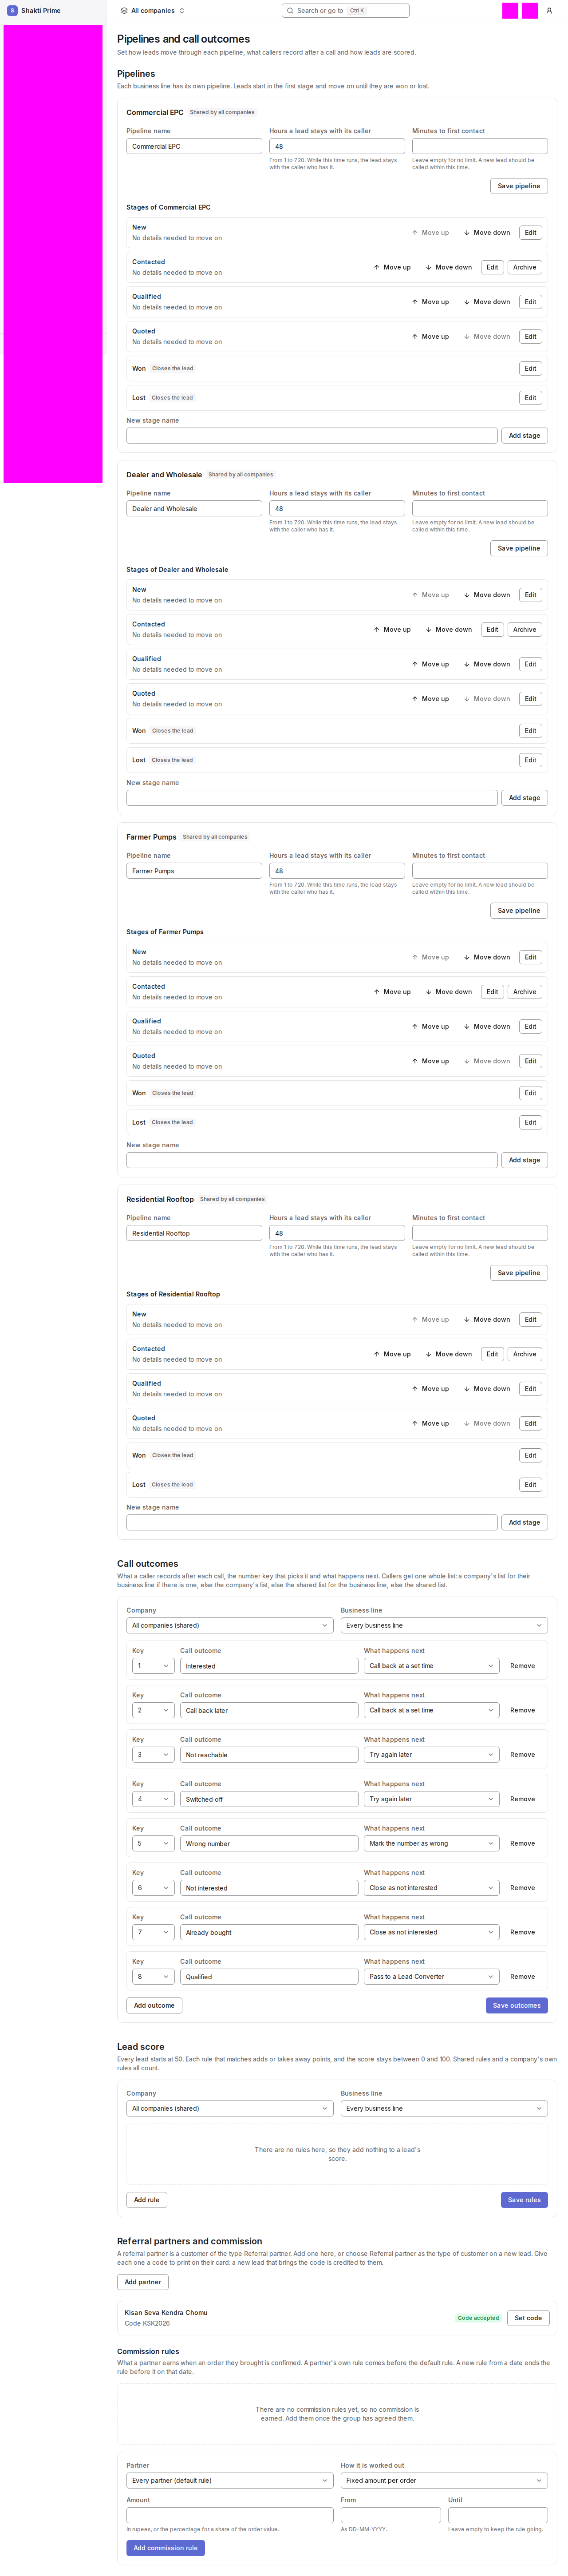 S Shakti Prime
All companies
Search or go to Ctrl K
Pipelines and call outcomes
Set how leads move through each pipeline, what callers record after a call and how leads are scored.
Pipelines
Each business line has its own pipeline. Leads start in the first stage and move on until they are won or lost.
Commercial EPC Shared by all companies
Pipeline name Hours a lead stays with its caller Minutes to first contact
Commercial EPC 48
From 1 to 720. While this time runs, the lead stays with the caller who has it. Leave empty for no limit. A new lead should be called within this time.
Save pipeline
Stages of Commercial EPC
New
No details needed to move on
Move up Move down Edit
Contacted
No details needed to move on
Move up Move down Edit Archive
Qualified
No details needed to move on
Move up Move down Edit
Quoted
No details needed to move on
Move up Move down Edit
Won Closes the lead Edit
Lost Closes the lead Edit
New stage name
Add stage
Dealer and Wholesale Shared by all companies
Pipeline name Hours a lead stays with its caller Minutes to first contact
Dealer and Wholesale 48
From 1 to 720. While this time runs, the lead stays with the caller who has it. Leave empty for no limit. A new lead should be called within this time.
Save pipeline
Stages of Dealer and Wholesale
New
No details needed to move on
Move up Move down Edit
Contacted
No details needed to move on
Move up Move down Edit Archive
Qualified
No details needed to move on
Move up Move down Edit
Quoted
No details needed to move on
Move up Move down Edit
Won Closes the lead Edit
Lost Closes the lead Edit
New stage name
Add stage
Farmer Pumps Shared by all companies
Pipeline name Hours a lead stays with its caller Minutes to first contact
Farmer Pumps 48
From 1 to 720. While this time runs, the lead stays with the caller who has it. Leave empty for no limit. A new lead should be called within this time.
Save pipeline
Stages of Farmer Pumps
New
No details needed to move on
Move up Move down Edit
Contacted
No details needed to move on
Move up Move down Edit Archive
Qualified
No details needed to move on
Move up Move down Edit
Quoted
No details needed to move on
Move up Move down Edit
Won Closes the lead Edit
Lost Closes the lead Edit
New stage name
Add stage
Residential Rooftop Shared by all companies
Pipeline name Hours a lead stays with its caller Minutes to first contact
Residential Rooftop 48
From 1 to 720. While this time runs, the lead stays with the caller who has it. Leave empty for no limit. A new lead should be called within this time.
Save pipeline
Stages of Residential Rooftop
New
No details needed to move on
Move up Move down Edit
Contacted
No details needed to move on
Move up Move down Edit Archive
Qualified
No details needed to move on
Move up Move down Edit
Quoted
No details needed to move on
Move up Move down Edit
Won Closes the lead Edit
Lost Closes the lead Edit
New stage name
Add stage
Call outcomes
What a caller records after each call, the number key that picks it and what happens next. Callers get one whole list: a company's list for their
business line if there is one, else the company's list, else the shared list for the business line, else the shared list.
Company Business line
All companies (shared) Every business line
Key Call outcome What happens next
1 Interested Call back at a set time Remove
Key Call outcome What happens next
2 Call back later Call back at a set time Remove
Key Call outcome What happens next
3 Not reachable Try again later Remove
Key Call outcome What happens next
4 Switched off Try again later Remove
Key Call outcome What happens next
5 Wrong number Mark the number as wrong Remove
Key Call outcome What happens next
6 Not interested Close as not interested Remove
Key Call outcome What happens next
7 Already bought Close as not interested Remove
Key Call outcome What happens next
8 Qualified Pass to a Lead Converter Remove
Add outcome Save outcomes
Lead score
Every lead starts at 50. Each rule that matches adds or takes away points, and the score stays between 0 and 100. Shared rules and a company's own
rules all count.
Company Business line
All companies (shared) Every business line
There are no rules here, so they add nothing to a lead's
score.
Add rule Save rules
Referral partners and commission
A referral partner is a customer of the type Referral partner. Add one here, or choose Referral partner as the type of customer on a new lead. Give
each one a code to print on their card: a new lead that brings the code is credited to them.
Add partner
Kisan Seva Kendra Chomu
Code KSK2026
Code accepted Set code
Commission rules
What a partner earns when an order they brought is confirmed. A partner's own rule comes before the default rule. A new rule from a date ends the
rule before it on that date.
There are no commission rules yet, so no commission is
earned. Add them once the group has agreed them.
Partner How it is worked out
Every partner (default rule) Fixed amount per order
Amount From Until
In rupees, or the percentage for a share of the order value. As DD-MM-YYYY. Leave empty to keep the rule going.
Add commission rule